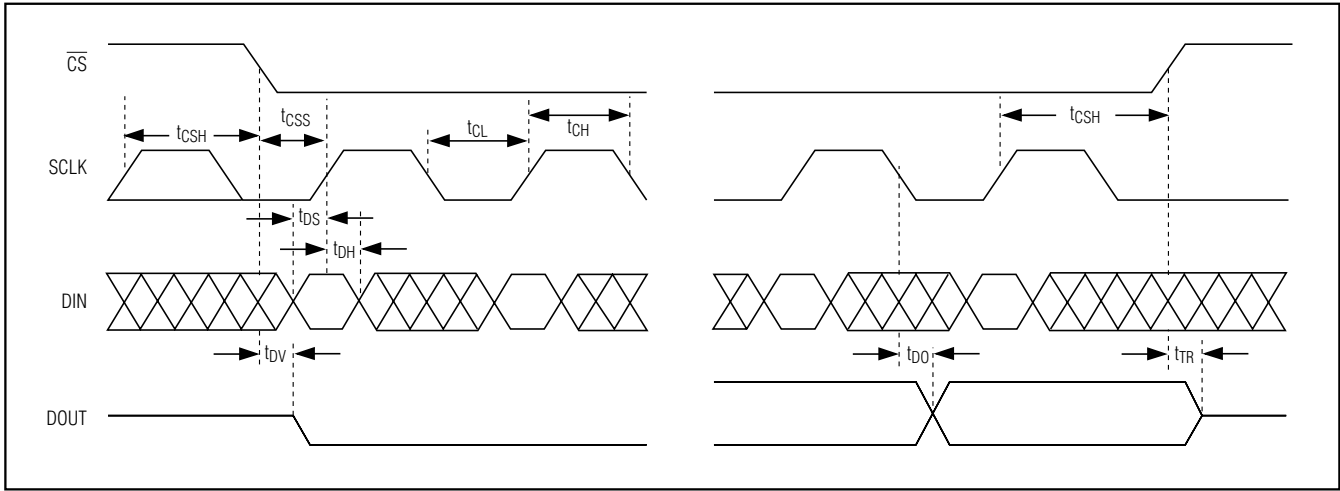 CS
tCSH
tCSS
tCL
tCH
tCSH
SCLK
tDS
tDH
DIN
tDV
tDO
tTR
DOUT